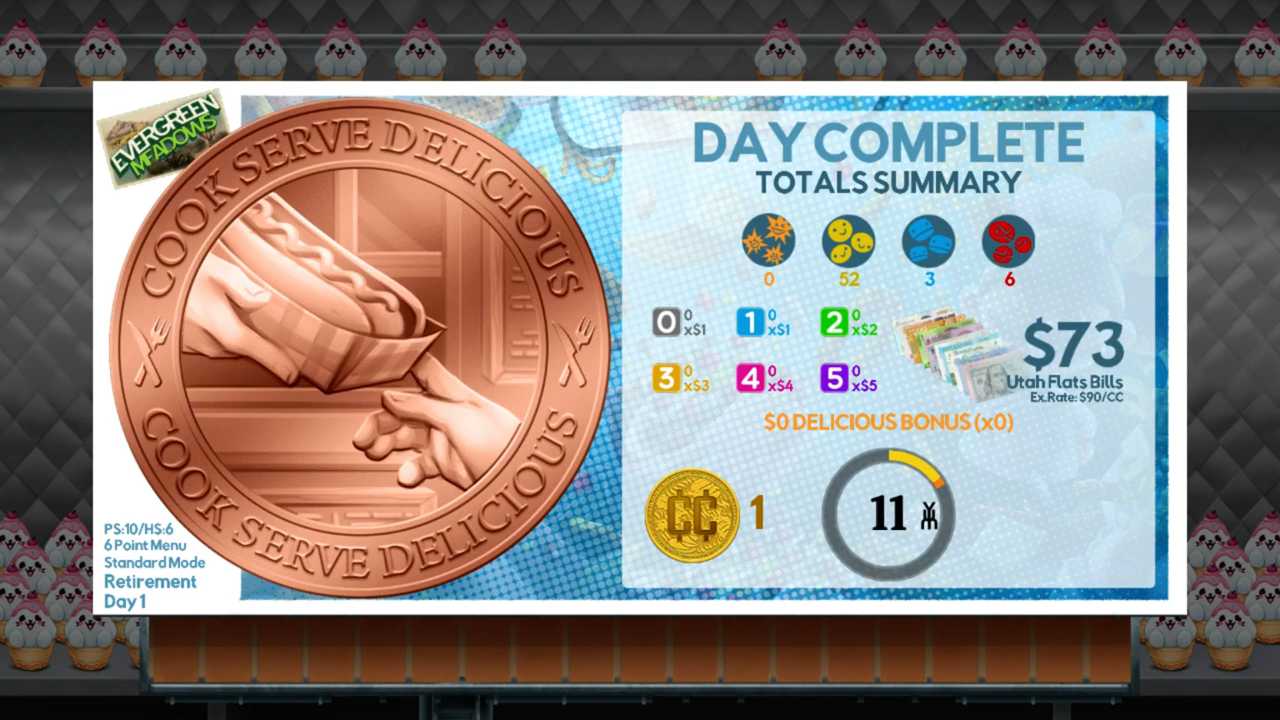 EVERGREEN
MEADOWS
COOK SERVE DELICIOUS
COOK SERVE DELICIOUS
PS:10/HS:6
6 Point Menu
Standard Mode
Retirement
Day 1
DAY COMPLETE
TOTALS SUMMARY
0 52 3 6
0 0 x$1 1 0 x$1 2 0 x$2
3 0 x$3 4 0 x$4 5 0 x$5
$73
Utah Flats Bills
Ex.Rate: $90/CC
$0 DELICIOUS BONUS (x0)
CC 1
11